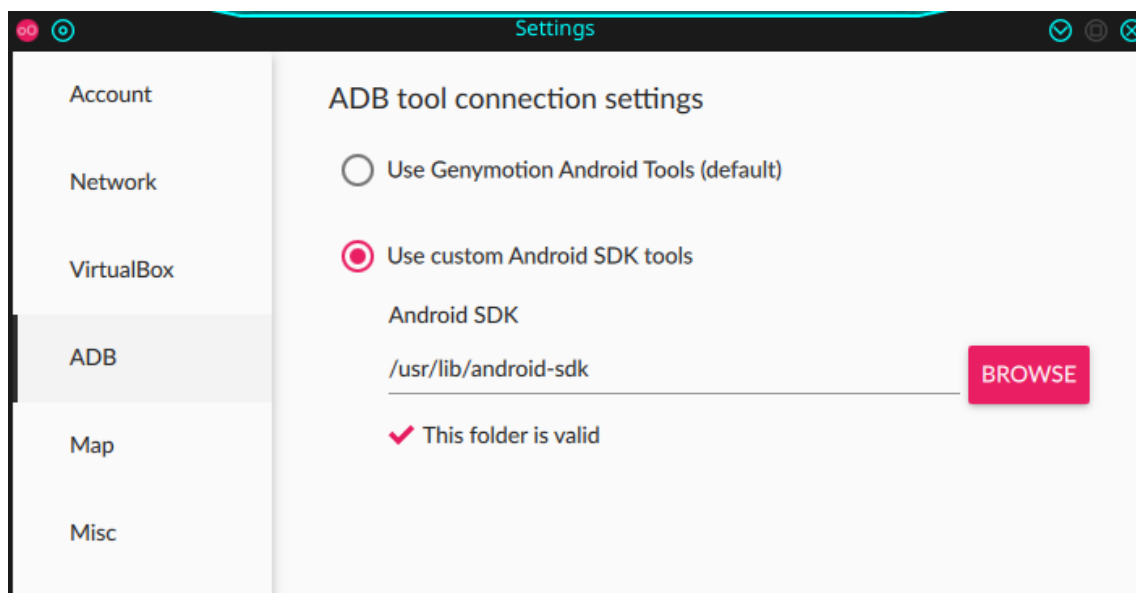 Settings
Account
Network
VirtualBox
ADB
Map
Misc
ADB tool connection settings
Use Genymotion Android Tools (default)
Use custom Android SDK tools
Android SDK
/usr/lib/android-sdk
BROWSE
This folder is valid